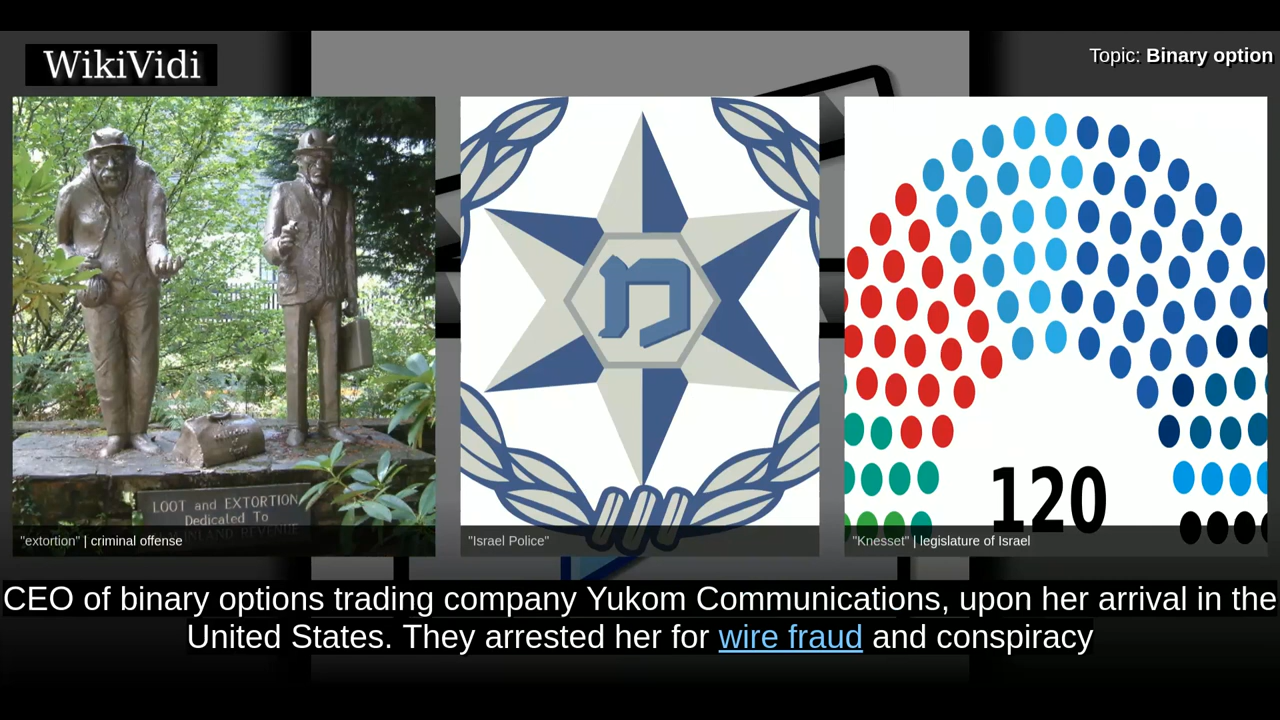 WikiVidi
Topic: Binary option
LOOT and EXTORTION
Dedicated To
INLAND REVENUE
מ
120
"extortion" | criminal offense
"Israel Police"
"Knesset" | legislature of Israel
CEO of binary options trading company Yukom Communications, upon her arrival in the
United States. They arrested her for wire fraud and conspiracy